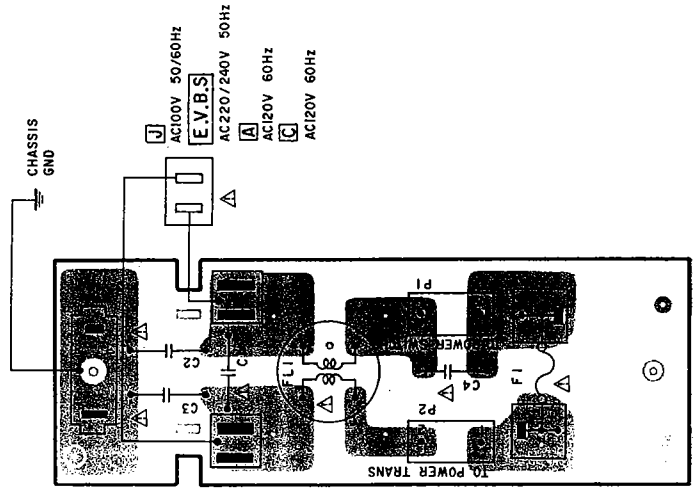 CHASSIS
GND
J
AC100V 50/60Hz
E.V.B.S
AC220/240V 50Hz
A
AC120V 60Hz
C
AC120V 60Hz
C2
C3
C
FL1
P1
TO POWER SW
C4
F1
P2
TO POWER TRANS